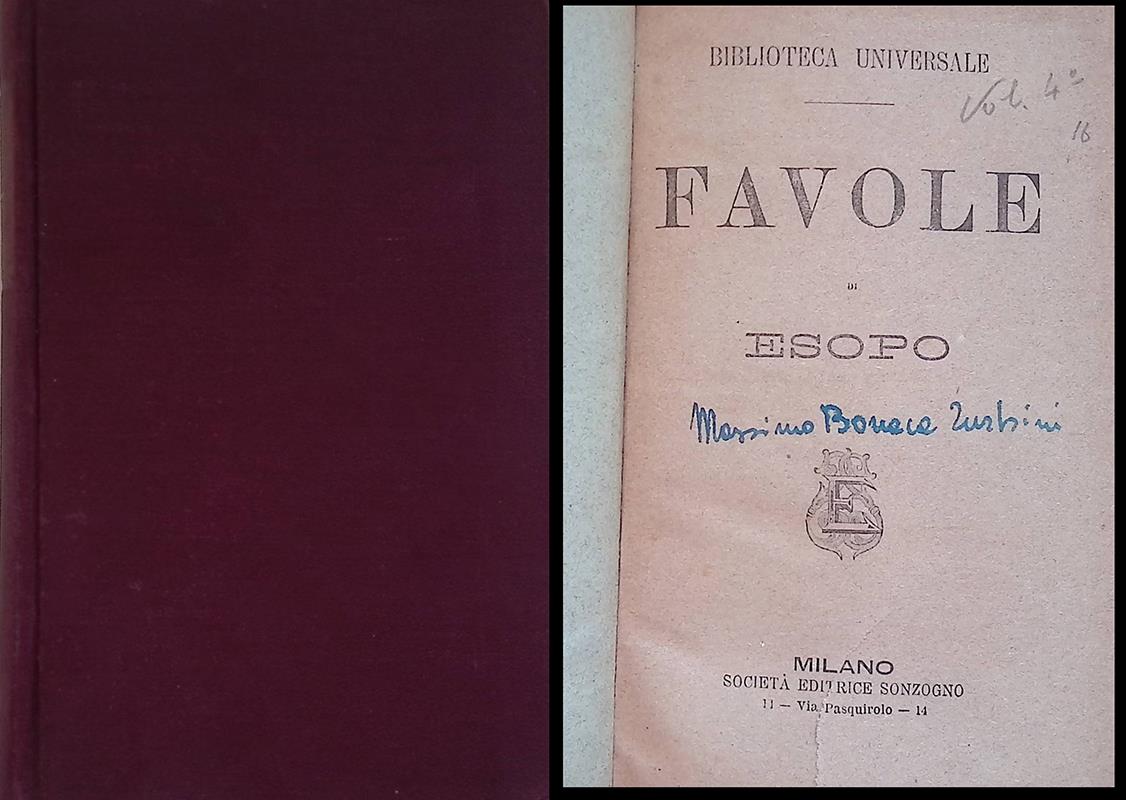 BIBLIOTECA UNIVERSALE
Vol. 4°
16
FAVOLE
DI
ESOPO
Massimo
E
MILANO
SOCIETÀ EDITRICE SONZOGNO
14 — Via Pasquirolo — 14